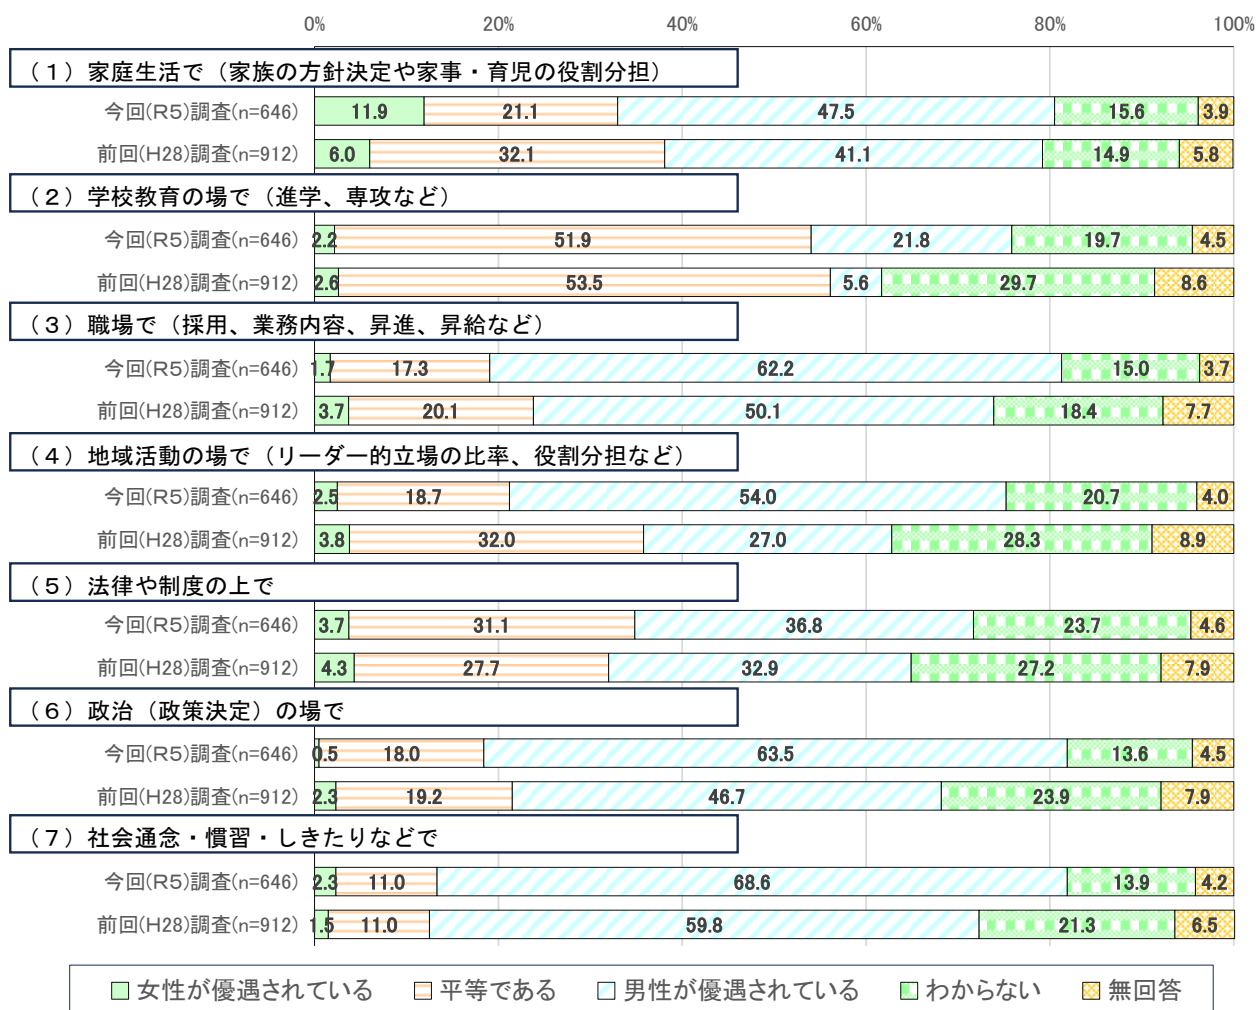 0% 20% 40% 60% 80% 100%
（１）家庭生活で（家族の方針決定や家事・育児の役割分担）
今回(R5)調査(n=646) 11.9 21.1 47.5 15.6 3.9
前回(H28)調査(n=912) 6.0 32.1 41.1 14.9 5.8
（２）学校教育の場で（進学、専攻など）
今回(R5)調査(n=646) 2.2 51.9 21.8 19.7 4.5
前回(H28)調査(n=912) 2.6 53.5 5.6 29.7 8.6
（３）職場で（採用、業務内容、昇進、昇給など）
今回(R5)調査(n=646) 1.7 17.3 62.2 15.0 3.7
前回(H28)調査(n=912) 3.7 20.1 50.1 18.4 7.7
（４）地域活動の場で（リーダー的立場の比率、役割分担など）
今回(R5)調査(n=646) 2.5 18.7 54.0 20.7 4.0
前回(H28)調査(n=912) 3.8 32.0 27.0 28.3 8.9
（５）法律や制度の上で
今回(R5)調査(n=646) 3.7 31.1 36.8 23.7 4.6
前回(H28)調査(n=912) 4.3 27.7 32.9 27.2 7.9
（６）政治（政策決定）の場で
今回(R5)調査(n=646) 0.5 18.0 63.5 13.6 4.5
前回(H28)調査(n=912) 2.3 19.2 46.7 23.9 7.9
（７）社会通念・慣習・しきたりなどで
今回(R5)調査(n=646) 2.3 11.0 68.6 13.9 4.2
前回(H28)調査(n=912) 1.5 11.0 59.8 21.3 6.5
女性が優遇されている 平等である 男性が優遇されている わからない 無回答